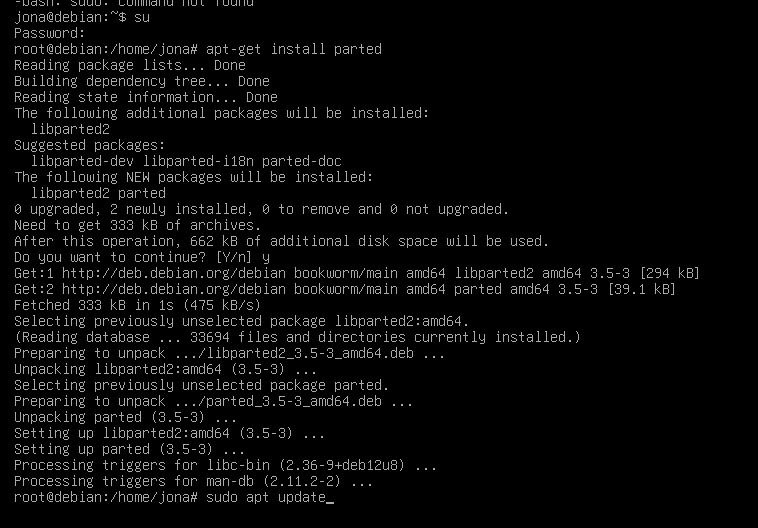 -bash: sudo: command not found
jona@debian:~$ su
Password:
root@debian:/home/jona# apt-get install parted
Reading package lists... Done
Building dependency tree... Done
Reading state information... Done
The following additional packages will be installed:
  libparted2
Suggested packages:
  libparted-dev libparted-i18n parted-doc
The following NEW packages will be installed:
  libparted2 parted
0 upgraded, 2 newly installed, 0 to remove and 0 not upgraded.
Need to get 333 kB of archives.
After this operation, 662 kB of additional disk space will be used.
Do you want to continue? [Y/n] y
Get:1 http://deb.debian.org/debian bookworm/main amd64 libparted2 amd64 3.5-3 [294 kB]
Get:2 http://deb.debian.org/debian bookworm/main amd64 parted amd64 3.5-3 [39.1 kB]
Fetched 333 kB in 1s (475 kB/s)
Selecting previously unselected package libparted2:amd64.
(Reading database ... 33694 files and directories currently installed.)
Preparing to unpack .../libparted2_3.5-3_amd64.deb ...
Unpacking libparted2:amd64 (3.5-3) ...
Selecting previously unselected package parted.
Preparing to unpack .../parted_3.5-3_amd64.deb ...
Unpacking parted (3.5-3) ...
Setting up libparted2:amd64 (3.5-3) ...
Setting up parted (3.5-3) ...
Processing triggers for libc-bin (2.36-9+deb12u8) ...
Processing triggers for man-db (2.11.2-2) ...
root@debian:/home/jona# sudo apt update_